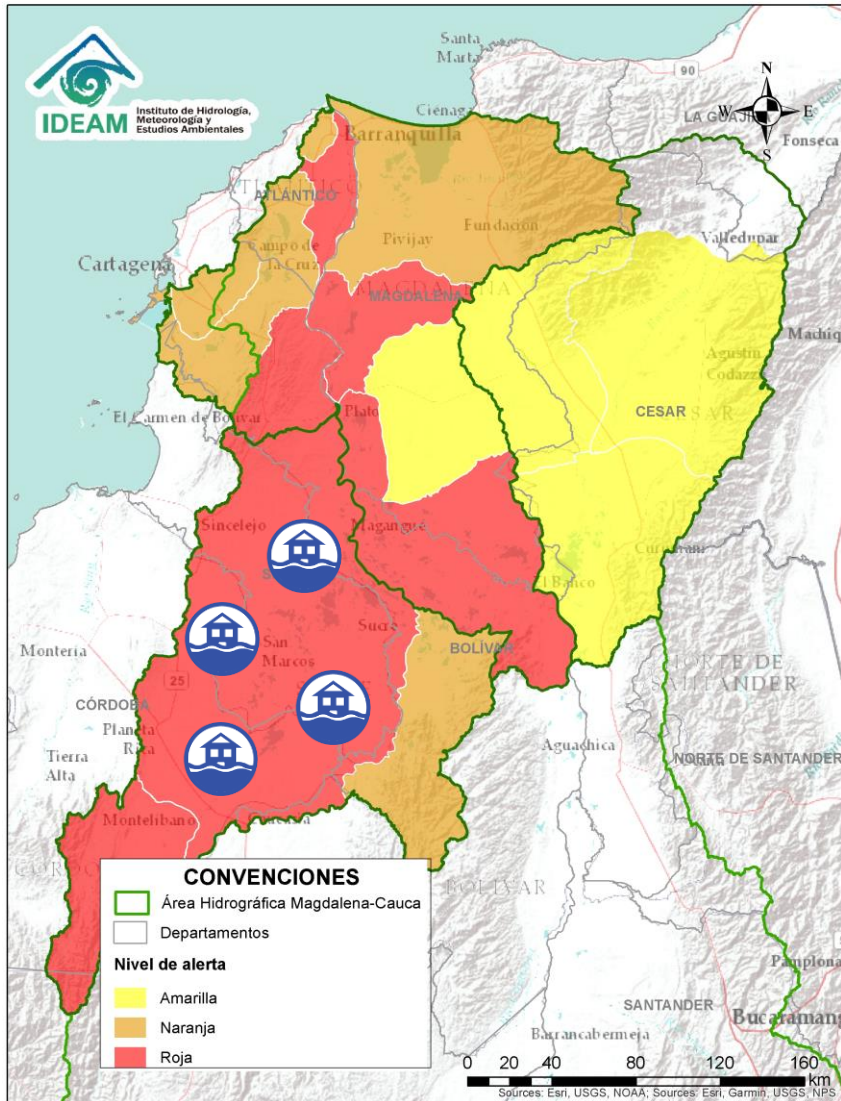 IDEAM
Instituto de Hidrología,
Meteorología y
Estudios Ambientales
Santa
Marta
90
N
W
E
S
Ciénaga
LA GUAJI
Fonseca
Barranquilla
ATLÁNTICO
Fundación
Pivijay
Valledupar
Campo de
la Cruz
Cartagena
MAGDALENA
Agustín
Codazzi
CESAR
El Carmen de Bolívar
Plato
Sincelejo
Magangué
El Banco
Sucre
Montería
San
Marcos
BOLÍVAR
25
CÓRDOBA
NORTE DE
SANTANDER
Planeta
Rica
Tierra
Alta
Aguachica
NORTE DE SANTANDER
Montelíbano
BOLÍVAR
CONVENCIONES
Área Hidrográfica Magdalena-Cauca
Departamentos
Nivel de alerta
Amarilla
Naranja
Roja
Pamplona
SANTANDER
Bucaramang
Barrancabermeja
0 20 40 80 120 160
km
Sources: Esri, USGS, NOAA; Sources: Esri, Garmin, USGS, NPS